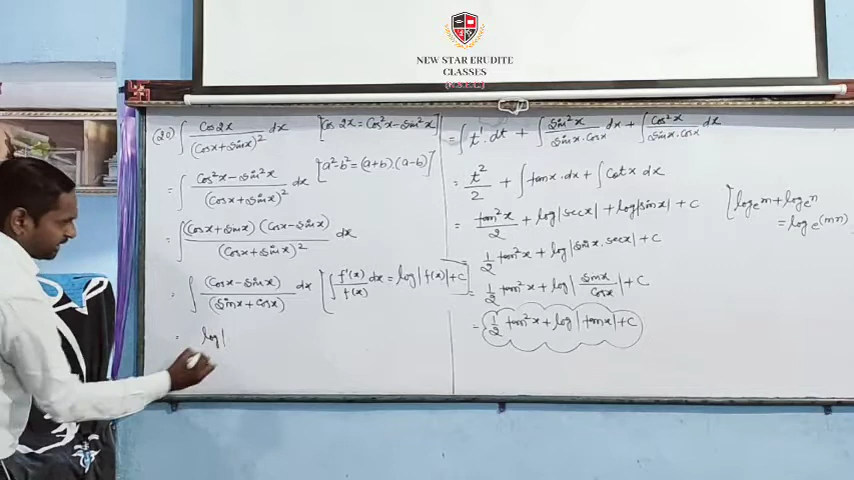 NEW STAR ERUDITE
CLASSES
(20) ∫ Cos2x/(Cosx+Sinx)² dx [Cos 2x = Cos²x - Sin²x]
= ∫ Cos²x - Sin²x/(Cosx+Sinx)² dx [a²-b² = (a+b).(a-b)]
= ∫ (Cosx+Sinx)(Cosx-Sinx)/(Cosx+Sinx)² dx
= ∫ (Cosx-Sinx)/(Sinx+Cosx) dx [∫ f'(x)/f(x) dx = log|f(x)|+C]
= log|
= ∫ t'.dt + ∫ Sin²x/Sinx.Cosx dx + ∫ Cos²x/Sinx.Cosx dx
= t²/2 + ∫ tanx.dx + ∫ Cotx dx
= tan²x/2 + log|secx| + log|Sinx| + C
= 1/2 tan²x + log|Sinx.secx| + C
= 1/2 tan²x + log|Sinx/Cosx| + C
= 1/2 tan²x + log|tanx| + C
[logₑm + logₑn
= logₑ(mn)